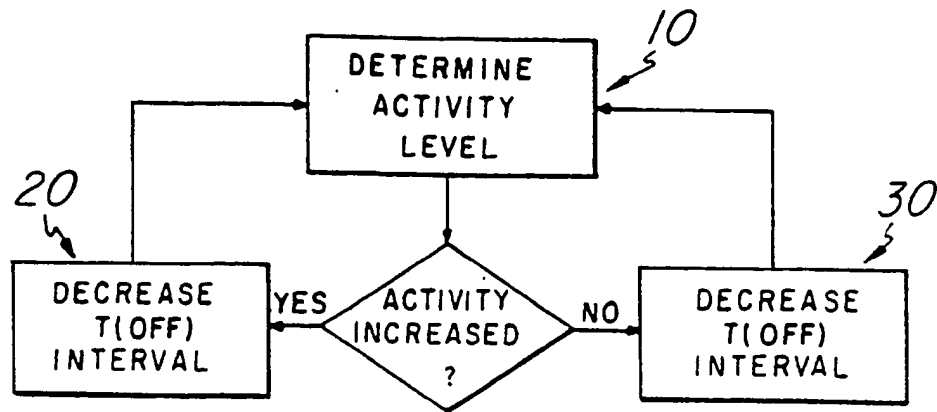 10
DETERMINE
ACTIVITY
LEVEL
20
30
DECREASE
T(OFF)
INTERVAL
YES
ACTIVITY
INCREASED
?
NO
DECREASE
T(OFF)
INTERVAL